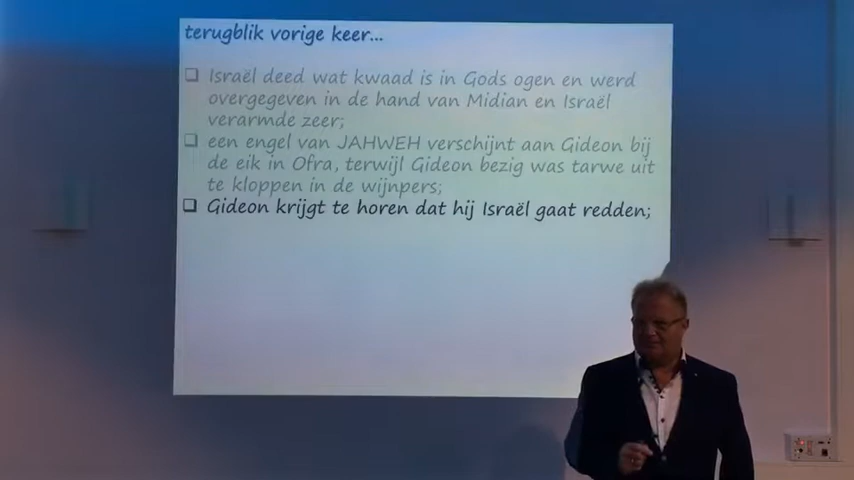 terugblik vorige keer...
❑ Israël deed wat kwaad is in Gods ogen en werd
overgegeven in de hand van Midian en Israël
verarmde zeer;
❑ een engel van JAHWEH verschijnt aan Gideon bij
de eik in Ofra, terwijl Gideon bezig was tarwe uit
te kloppen in de wijnpers;
❑ Gideon krijgt te horen dat hij Israël gaat redden;